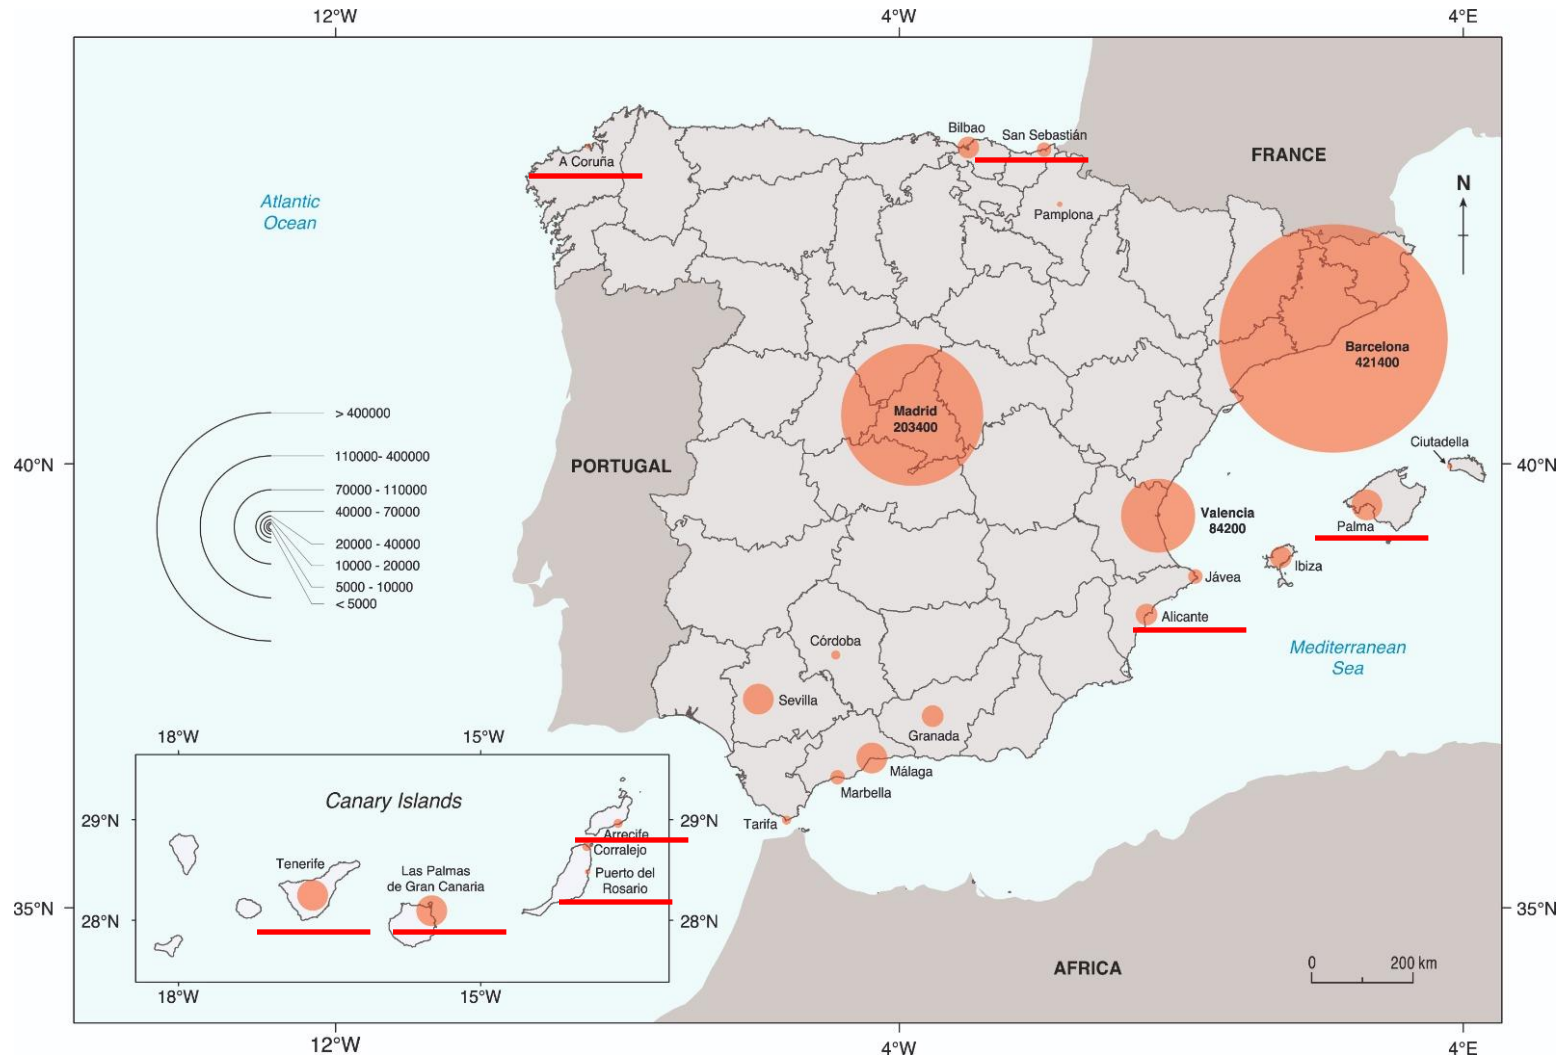 12°W
4°W
4°E
FRANCE
N
Bilbao
San Sebastián
A Coruña
Pamplona
Atlantic
Ocean
Barcelona
421400
Madrid
203400
> 400000
110000- 400000
70000 - 110000
40000 - 70000
20000 - 40000
10000 - 20000
5000 - 10000
< 5000
40°N
40°N
PORTUGAL
Ciutadella
Valencia
84200
Palma
Ibiza
Jávea
Alicante
Mediterranean
Sea
Córdoba
Sevilla
Granada
Málaga
Marbella
Tarifa
18°W
15°W
Canary Islands
29°N
29°N
Arrecife
Corralejo
Tenerife
Las Palmas
de Gran Canaria
Puerto del
Rosario
28°N
28°N
18°W
15°W
35°N
35°N
AFRICA
0
200 km
12°W
4°W
4°E